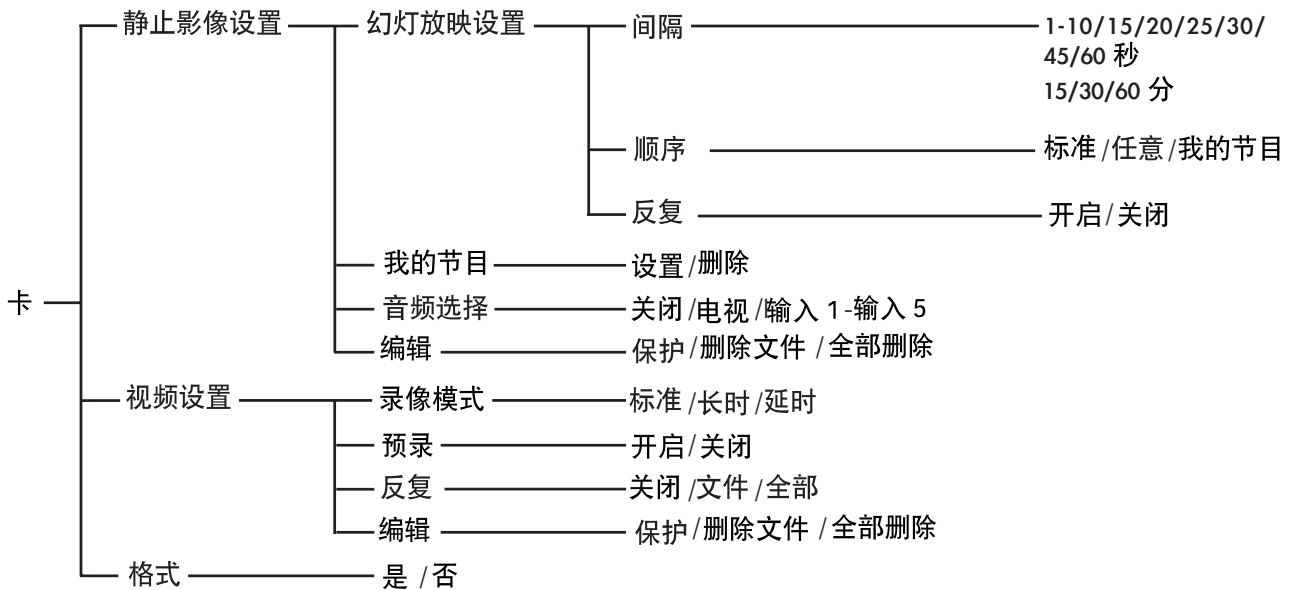 静止影像设置 幻灯放映设置 间隔 1-10/15/20/25/30/
45/60 秒
15/30/60 分
顺序 标准/任意/我的节目
反复 开启/关闭
我的节目 设置/删除
卡 音频选择 关闭/电视/输入 1-输入 5
编辑 保护/删除文件/全部删除
视频设置 录像模式 标准/长时/延时
预录 开启/关闭
反复 关闭/文件/全部
编辑 保护/删除文件/全部删除
格式 是/否